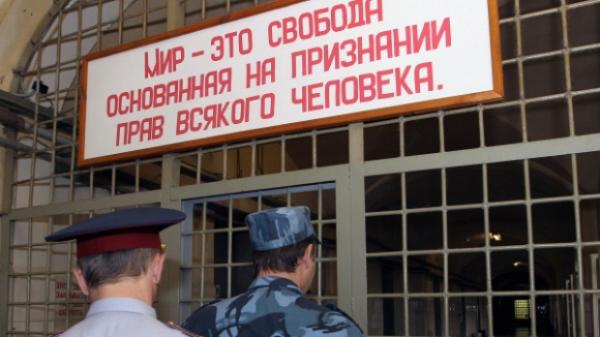 Мир – это свобода
основанная на признании
прав всякого человека.